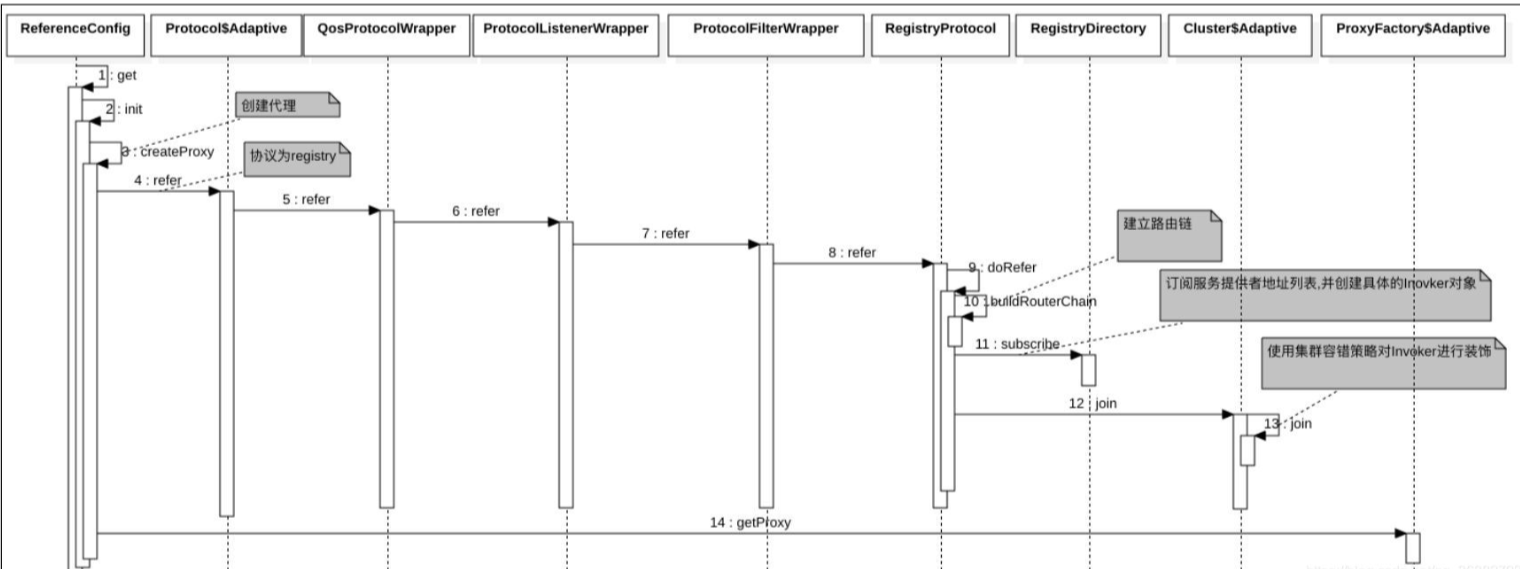 ReferenceConfig
Protocol$Adaptive
QosProtocolWrapper
ProtocolListenerWrapper
ProtocolFilterWrapper
RegistryProtocol
RegistryDirectory
Cluster$Adaptive
ProxyFactory$Adaptive
1 : get
2 : init
创建代理
3 : createProxy
协议为registry
4 : refer
5 : refer
6 : refer
7 : refer
8 : refer
建立路由链
9 : doRefer
订阅服务提供者地址列表,并创建具体的Inovker对象
10 : buildRouterChain
11 : subscribe
使用集群容错策略对Invoker进行装饰
12 : join
13 : join
14 : getProxy